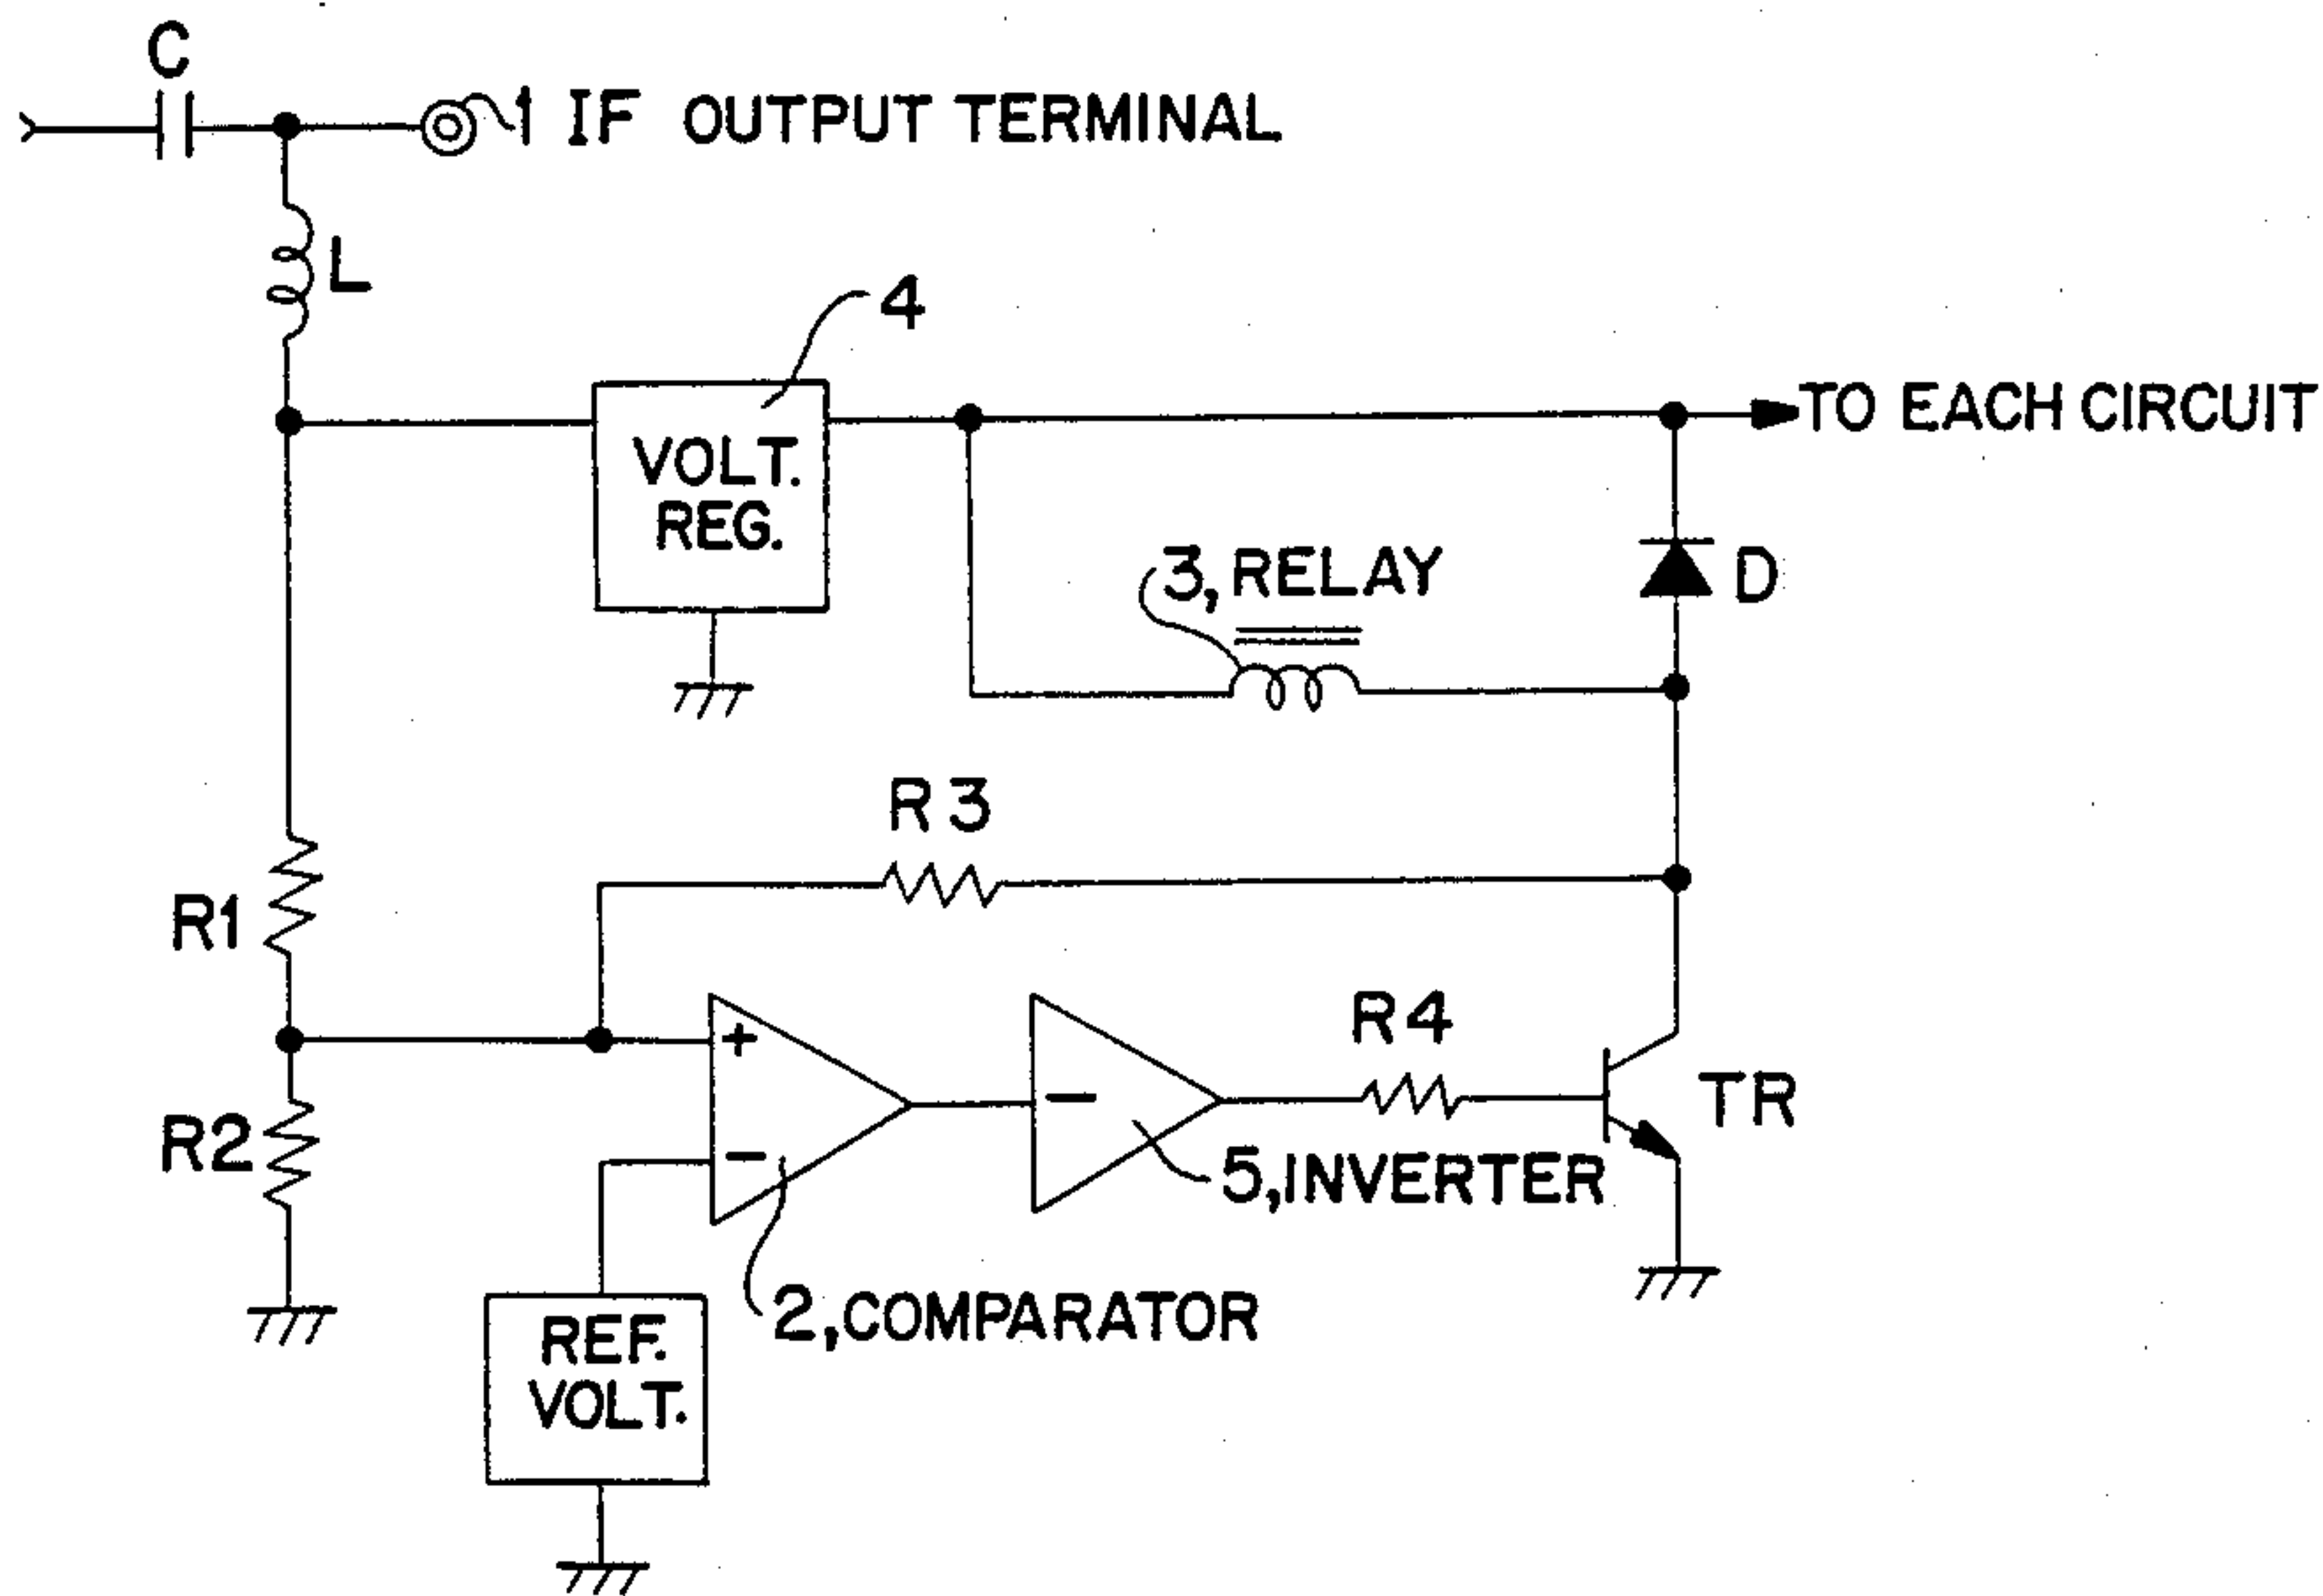 C
1 IF OUTPUT TERMINAL
L
4
TO EACH CIRCUIT
VOLT.
REG.
3, RELAY
D
R3
R1
+
R4
−
TR
R2
−
5, INVERTER
2, COMPARATOR
REF.
VOLT.